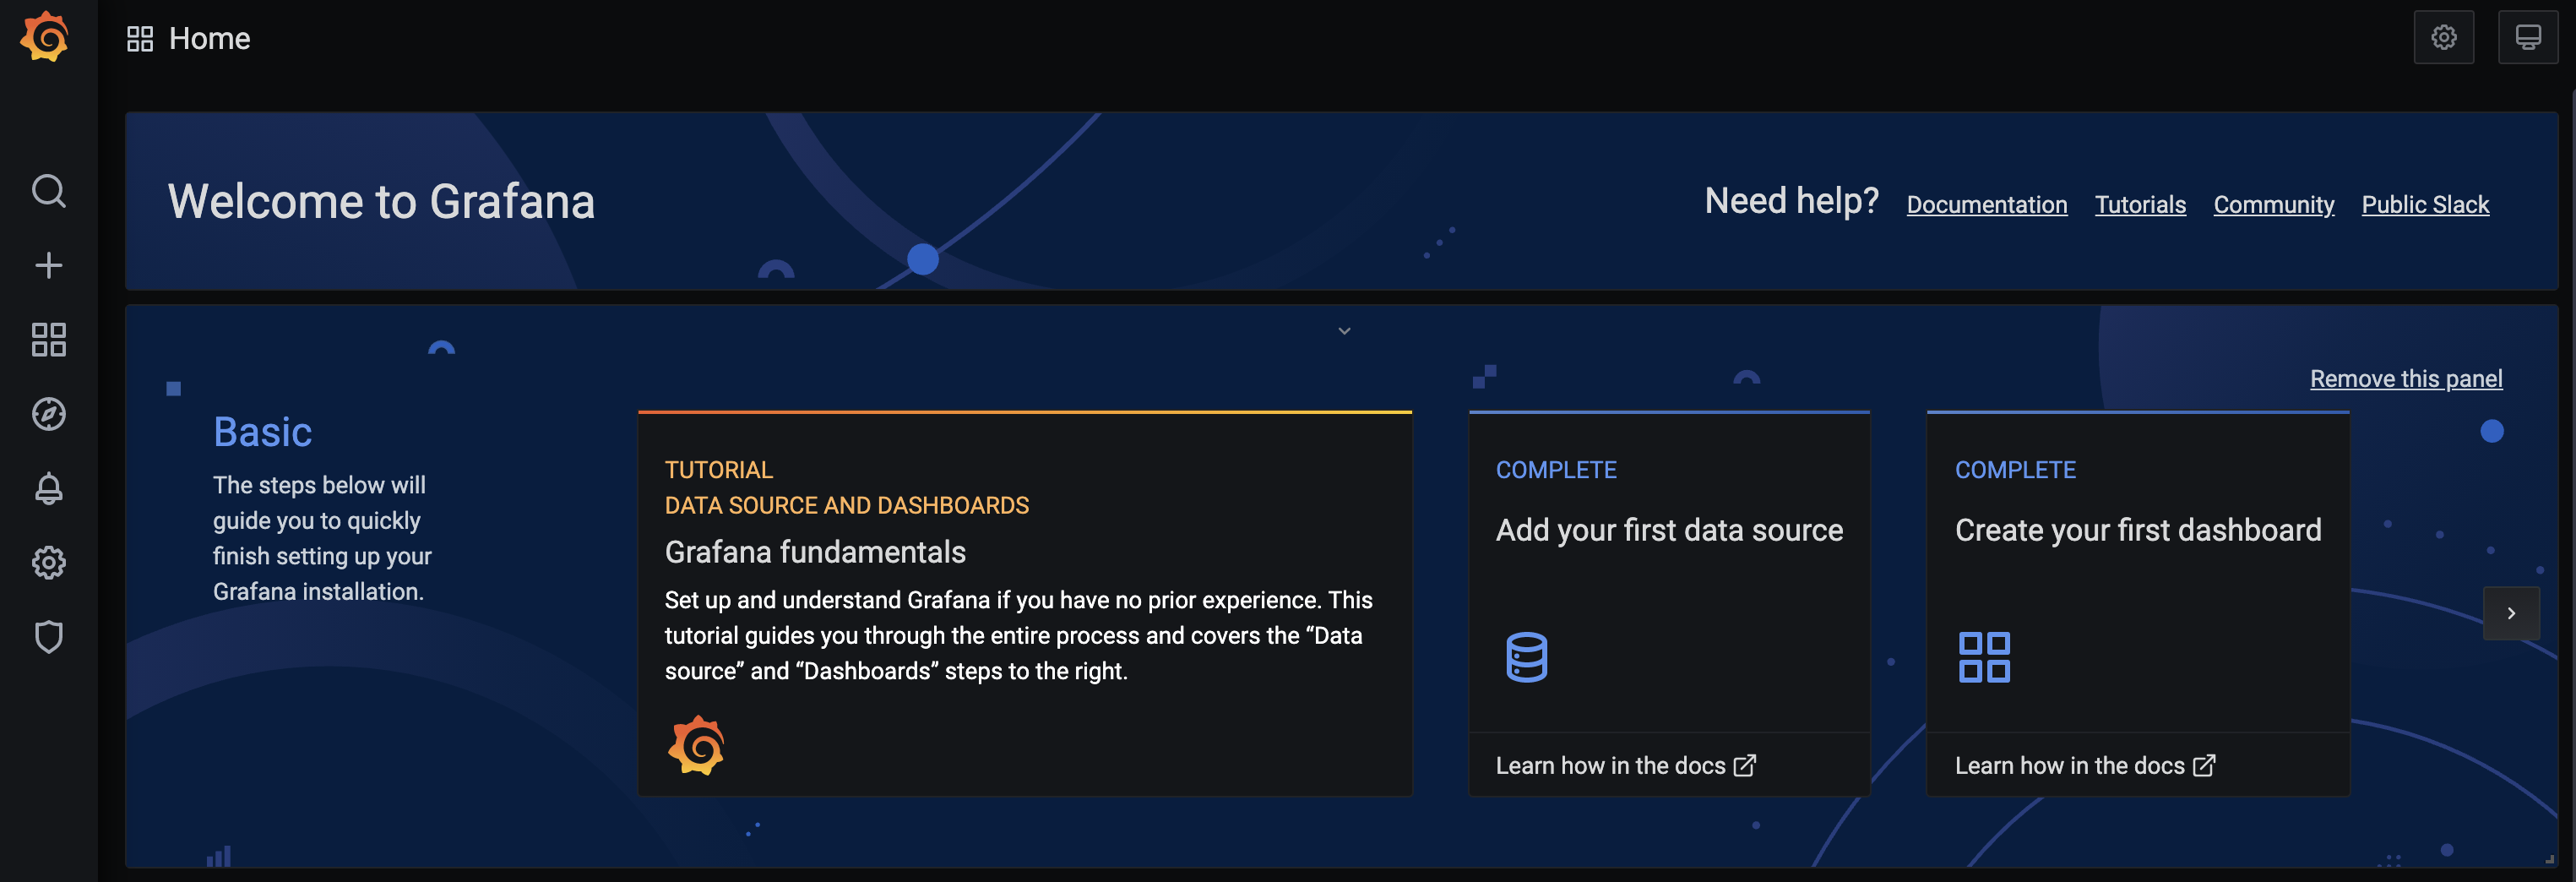 Home
Welcome to Grafana
Need help?
Documentation
Tutorials
Community
Public Slack
Remove this panel
Basic
The steps below will
guide you to quickly
finish setting up your
Grafana installation.
TUTORIAL
DATA SOURCE AND DASHBOARDS
Grafana fundamentals
Set up and understand Grafana if you have no prior experience. This
tutorial guides you through the entire process and covers the “Data
source” and “Dashboards” steps to the right.
COMPLETE
Add your first data source
Learn how in the docs
COMPLETE
Create your first dashboard
Learn how in the docs